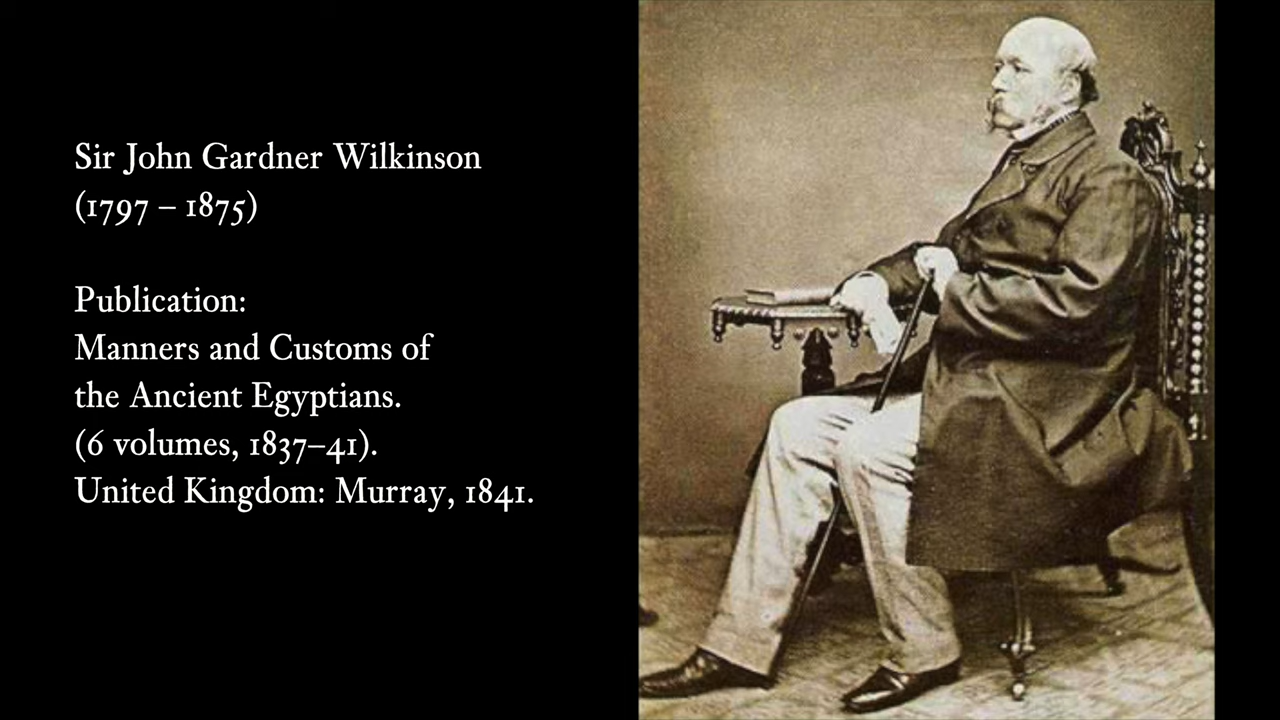 Sir John Gardner Wilkinson
(1797 – 1875)
Publication:
Manners and Customs of
the Ancient Egyptians.
(6 volumes, 1837–41).
United Kingdom: Murray, 1841.